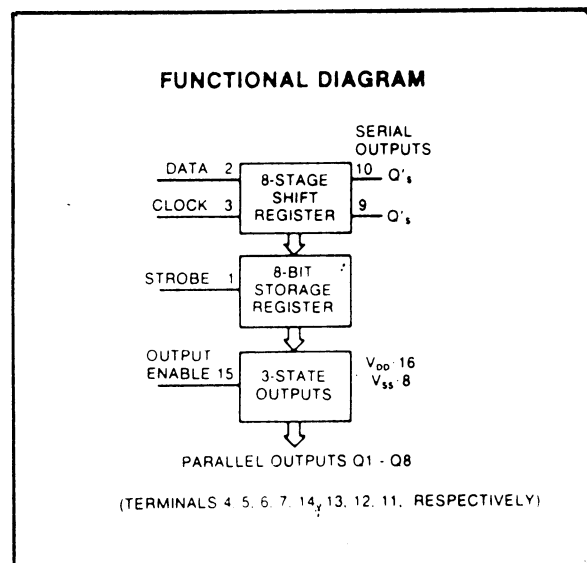 FUNCTIONAL DIAGRAM
SERIAL
OUTPUTS
DATA 2
8-STAGE
SHIFT
REGISTER
10 Q's
CLOCK 3
9 Q's
STROBE 1
8-BIT
STORAGE
REGISTER
OUTPUT
ENABLE 15
3-STATE
OUTPUTS
VDD·16
VSS·8
PARALLEL OUTPUTS Q1 - Q8
(TERMINALS 4, 5, 6, 7, 14, 13, 12, 11, RESPECTIVELY)